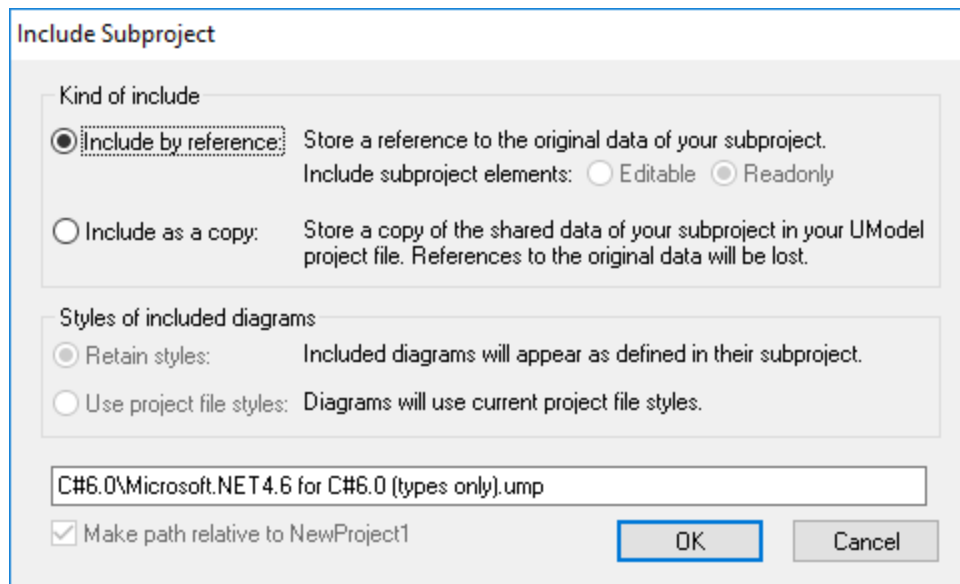 Include Subproject
Kind of include
Include by reference: Store a reference to the original data of your subproject.
Include subproject elements: Editable Readonly
Include as a copy: Store a copy of the shared data of your subproject in your UModel
project file. References to the original data will be lost.
Styles of included diagrams
Retain styles: Included diagrams will appear as defined in their subproject.
Use project file styles: Diagrams will use current project file styles.
C#6.0\Microsoft.NET4.6 for C#6.0 (types only).ump
Make path relative to NewProject1 OK Cancel